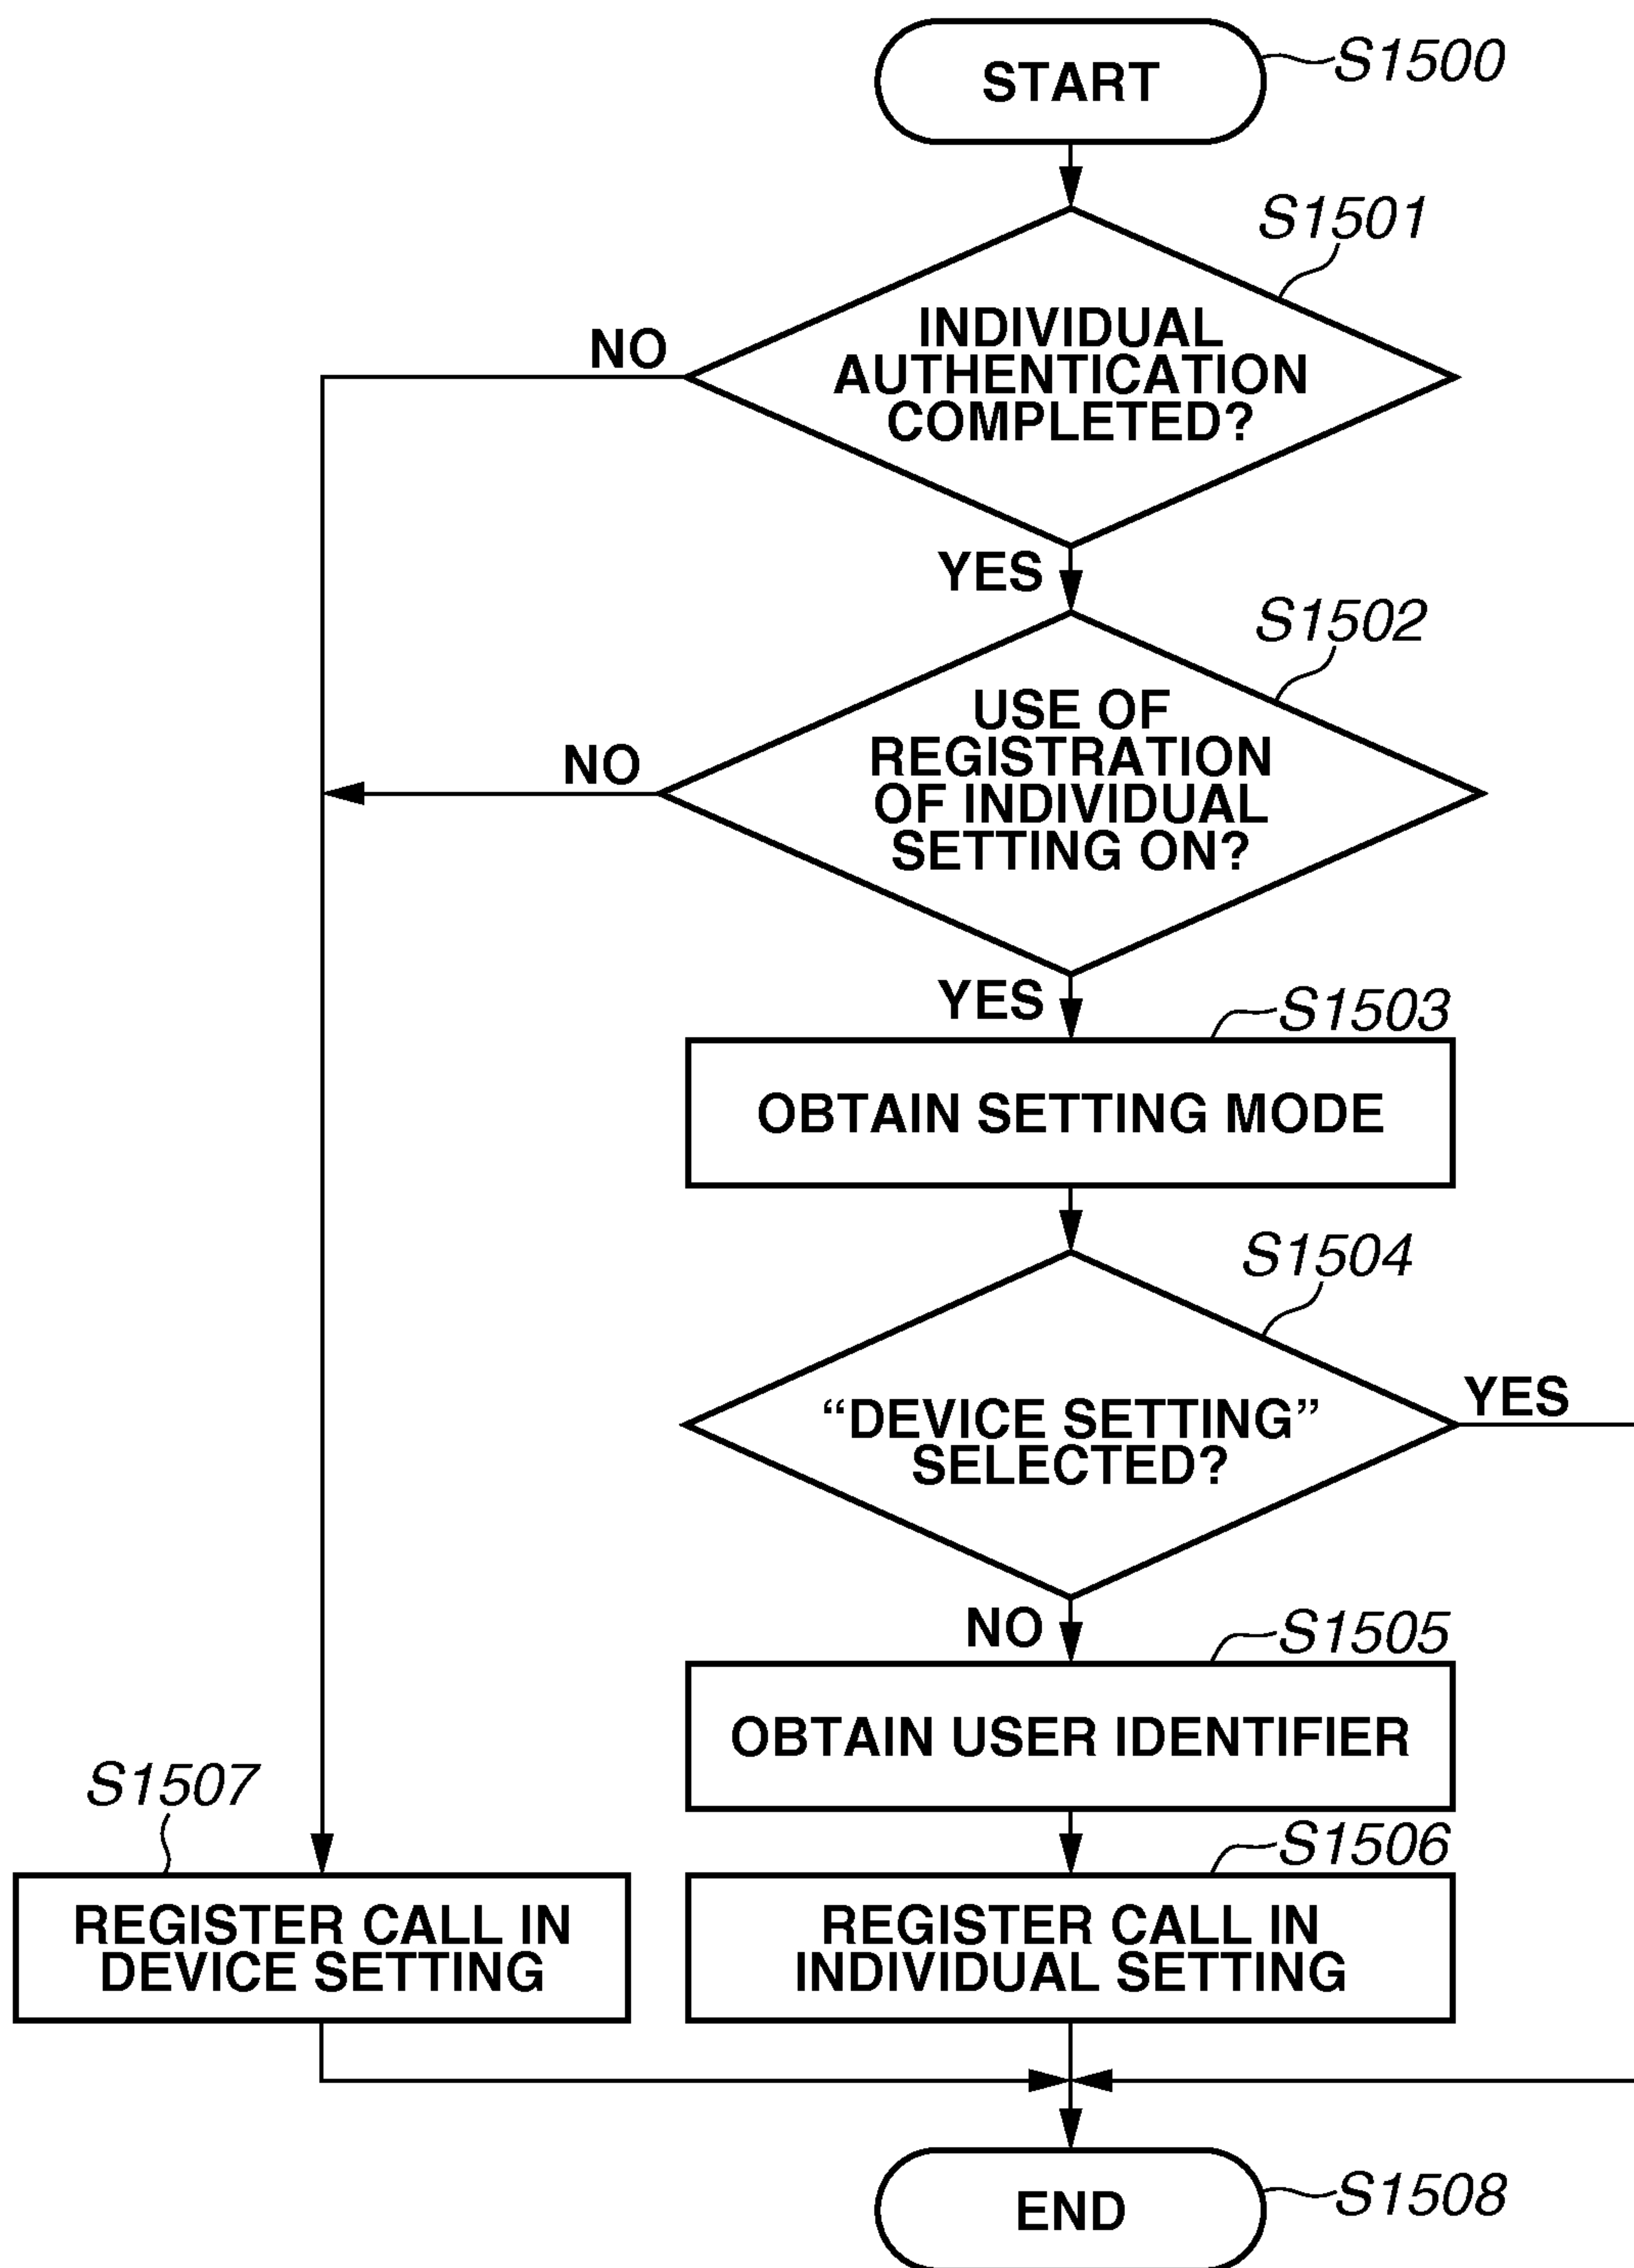 START
S1500
S1501
INDIVIDUAL
AUTHENTICATION
COMPLETED?
NO
YES
S1502
USE OF
REGISTRATION
OF INDIVIDUAL
SETTING ON?
NO
YES
S1503
OBTAIN SETTING MODE
S1504
“DEVICE SETTING”
SELECTED?
YES
NO
S1505
OBTAIN USER IDENTIFIER
S1507
REGISTER CALL IN
DEVICE SETTING
S1506
REGISTER CALL IN
INDIVIDUAL SETTING
END
S1508